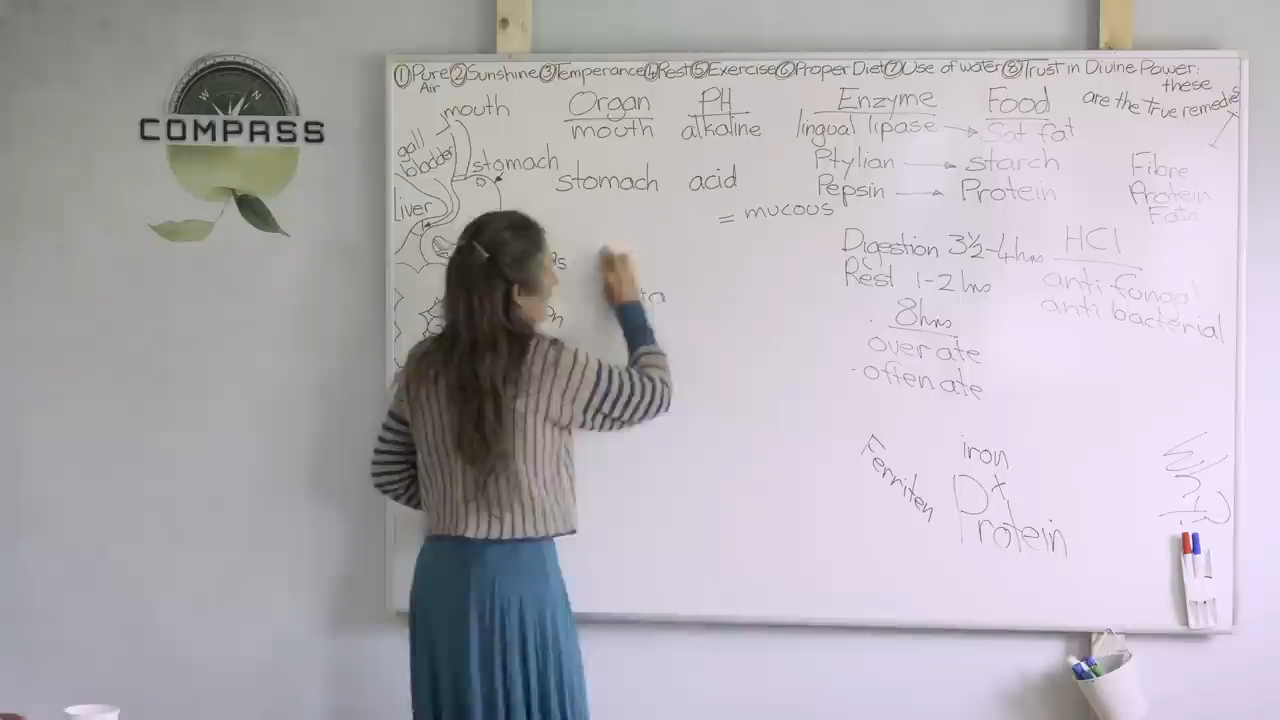 W N
COMPASS
①Pure ②Sunshine ③Temperance ④Rest ⑤Exercise ⑥Proper Diet ⑦Use of water ⑧Trust in Divine Power:
Air
these
are the true remedies
mouth
Organ PH Enzyme Food
mouth alkaline lingual lipase → Sat fat
gall
bladder
stomach
Ptylian → starch
stomach acid Pepsin → Protein
= mucous
Fibre
Protein
Fats
liver
Digestion 3½-4hrs
Rest 1-2 hrs
8hrs
over ate
often ate
HCl
anti fungal
anti bacterial
Ferriten
iron
+
Protein